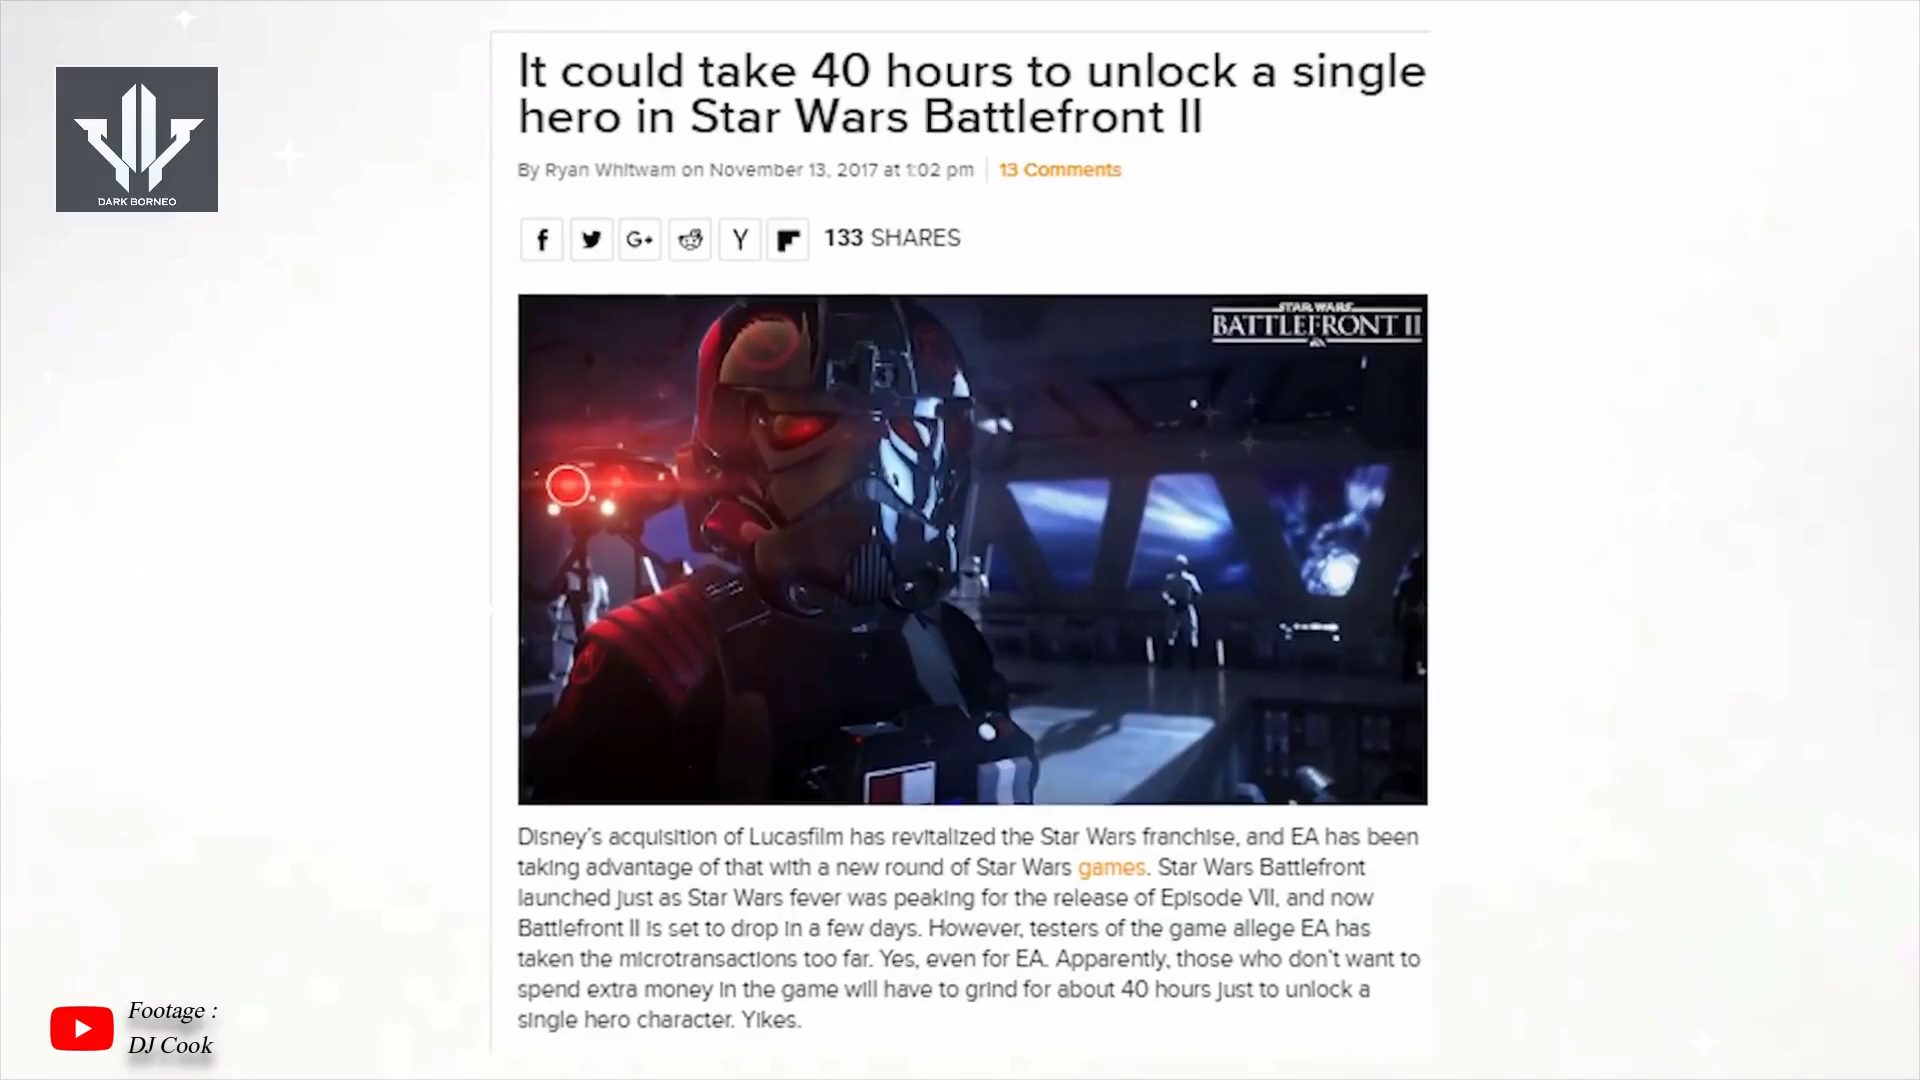 It could take 40 hours to unlock a single
hero in Star Wars Battlefront II
By Ryan Whitwam on November 13, 2017 at 1:02 pm
13 Comments
DARK BORNEO
133 SHARES
STAR WARS
BATTLEFRONT II
Disney's acquisition of Lucasfilm has revitalized the Star Wars franchise, and EA has been
taking advantage of that with a new round of Star Wars games. Star Wars Battlefront
launched just as Star Wars fever was peaking for the release of Episode VII, and now
Battlefront II is set to drop in a few days. However, testers of the game allege EA has
taken the microtransactions too far. Yes, even for EA. Apparently, those who don't want to
spend extra money in the game will have to grind for about 40 hours just to unlock a
single hero character. Yikes.
Footage :
DJ Cook